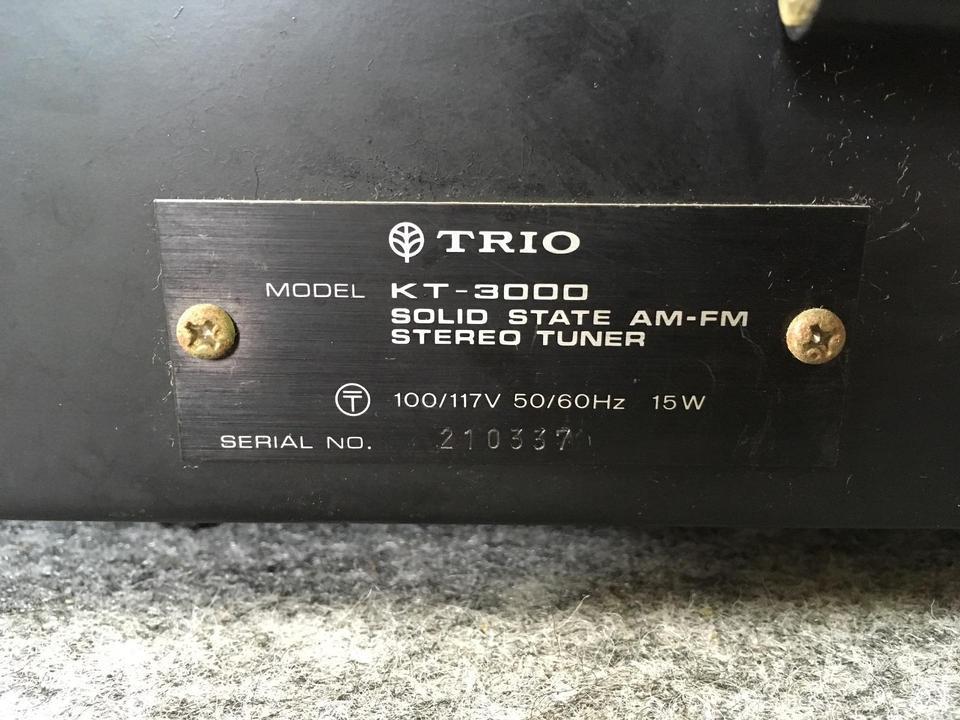 TRIO
MODEL KT-3000
SOLID STATE AM-FM
STEREO TUNER
〒 100/117V 50/60Hz 15W
SERIAL NO. 210337